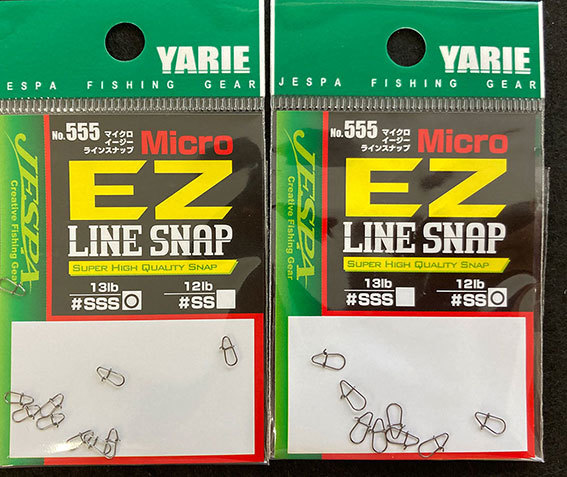 YARIE
JESPA FISHING GEAR
No.555 マイクロ
イージー
ラインスナップ
Micro
EZ
LINE SNAP
SUPER HIGH QUALITY SNAP
13lb 12lb
#SSS #SS
JESPA
Creative Fishing Gear
YARIE
JESPA FISHING GEAR
No.555 マイクロ
イージー
ラインスナップ
Micro
EZ
LINE SNAP
SUPER HIGH QUALITY SNAP
13lb 12lb
#SSS #SS
JESPA
Creative Fishing Gear